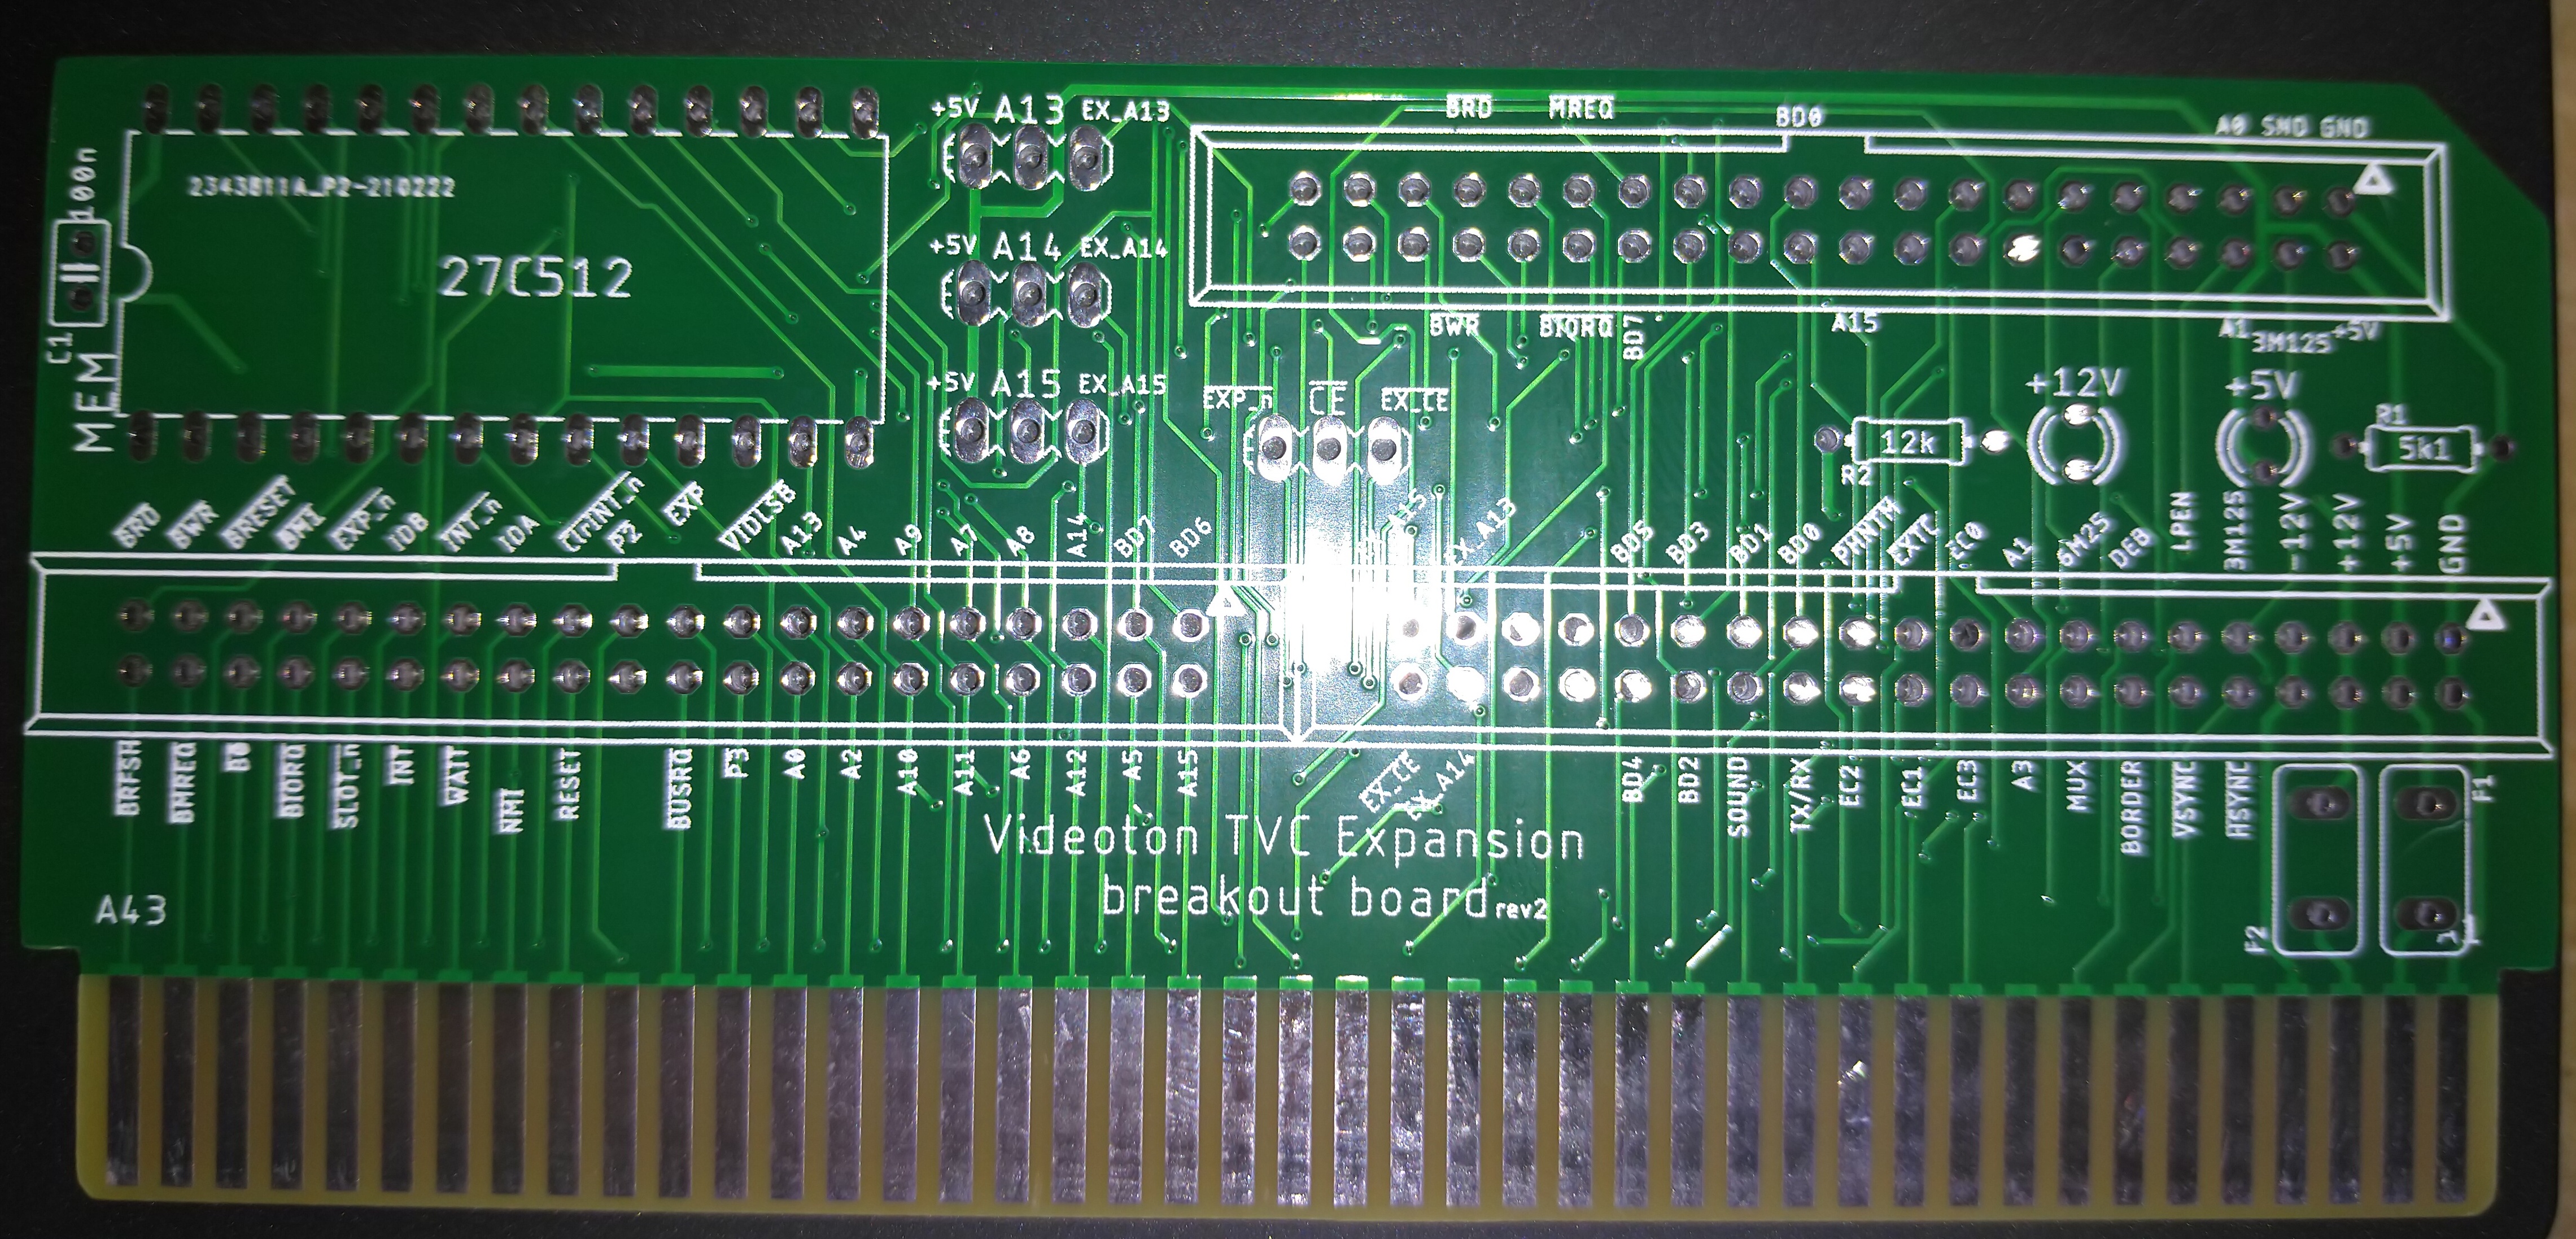 +5V A13 EX_A13
BRD MREQ BD0 A0 SND GND
100n
2343811A_P2-210222
+5V A14 EX_A14
27C512
BWR BIORQ BD7 A15 A1 3M125 +5V
C1
MEM
+5V A15 EX_A15
EXP_n CE EX_CE
+12V +5V
R1
12k 5k1
R2
BRD BWR BRESET BMI EXP_n IDB INT_n IDA P2 EXP VIDLSB A13 A4 A9 A7 A8 A14 BD7 BD6 A15 EX_A13 BD5 BD3 BD1 BD0 PHNTM EXTC EC0 A1 6M25 DEB LPEN 3M125 -12V +12V +5V GND
BRFSH BMREQ B0 BIORQ SLOT_n INT WAIT NMI RESET BUSRQ P3 A0 A2 A10 A11 A6 A12 A5 A15 EX_CE EX_A14 BD4 BD2 SOUND TX/RX EC2 EC1 EC3 A3 MUX BORDER VSYNC HSYNC F1
Videoton TVC Expansion
breakout board rev2
A43
F2